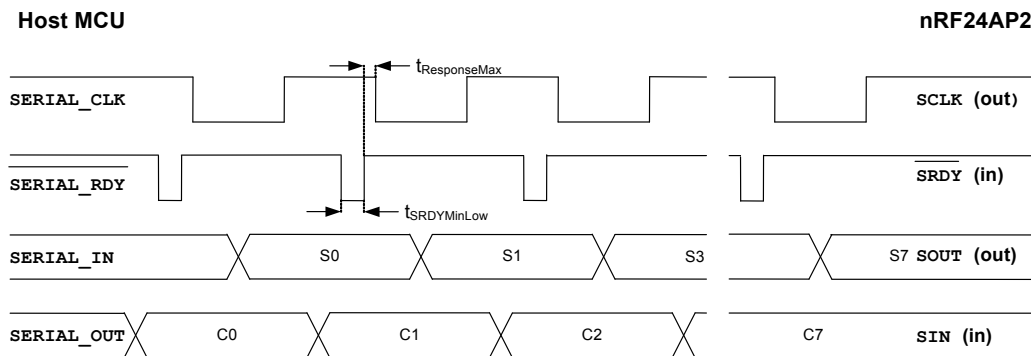 Host MCU nRF24AP2
tResponseMax
SERIAL_CLK SCLK (out)
SERIAL_RDY SRDY (in)
tSRDYMinLow
SERIAL_IN S0 S1 S3 S7 SOUT (out)
SERIAL_OUT C0 C1 C2 C7 SIN (in)